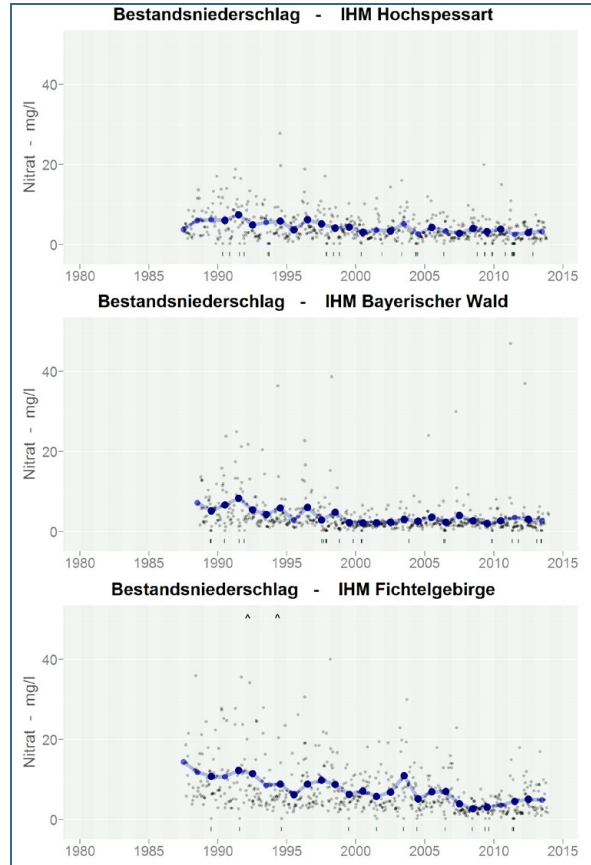 Bestandsniederschlag - IHM Hochspessart
Nitrat - mg/l
40
20
0
1980 1985 1990 1995 2000 2005 2010 2015
Bestandsniederschlag - IHM Bayerischer Wald
Nitrat - mg/l
40
20
0
1980 1985 1990 1995 2000 2005 2010 2015
Bestandsniederschlag - IHM Fichtelgebirge
Nitrat - mg/l
40
20
0
1980 1985 1990 1995 2000 2005 2010 2015